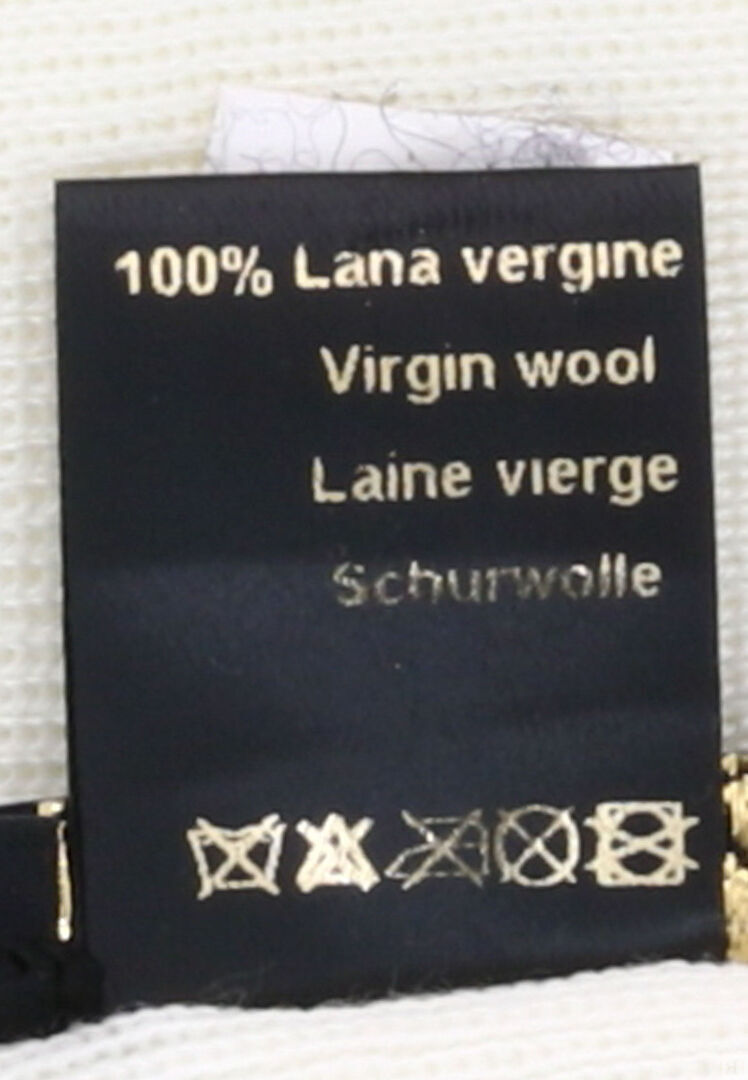 100% Lana vergine
Virgin wool
Laine vierge
Schurwolle